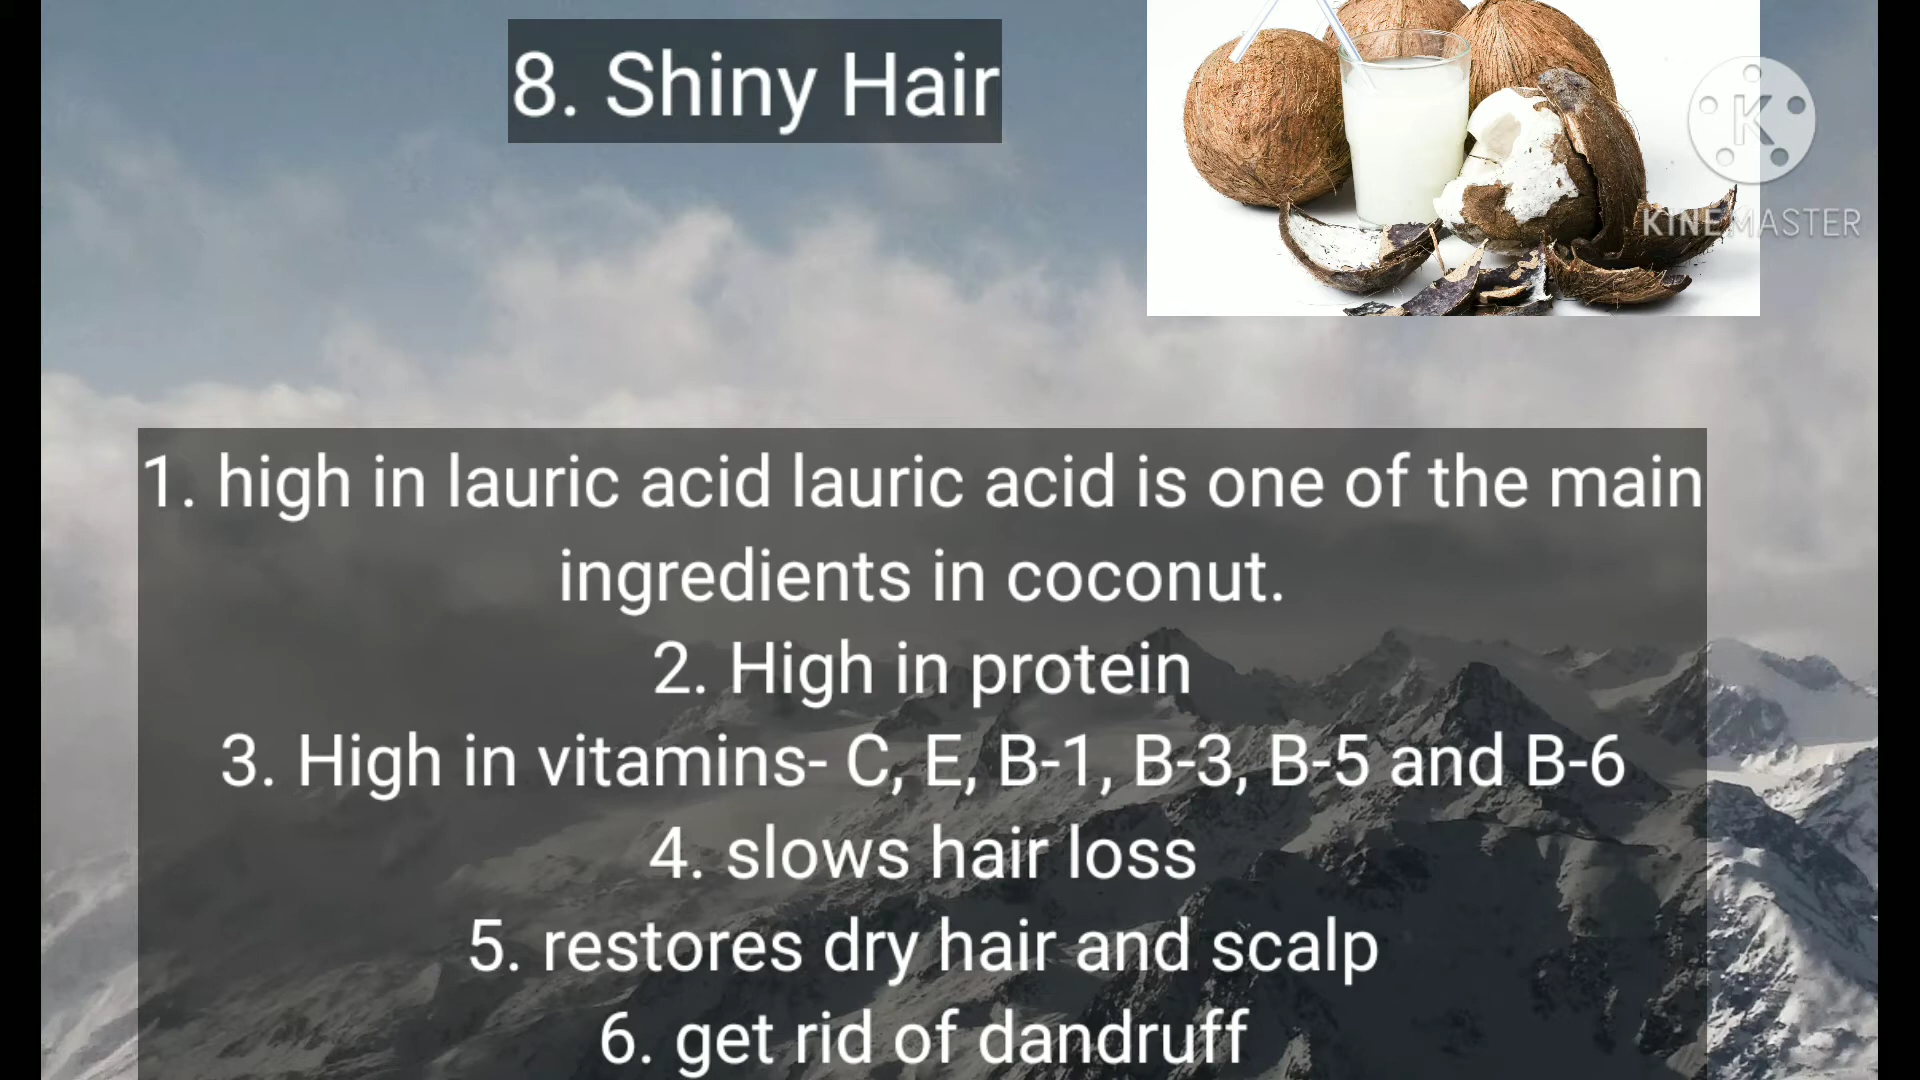 8. Shiny Hair
K
KINEMASTER
1. high in lauric acid lauric acid is one of the main
ingredients in coconut.
2. High in protein
3. High in vitamins- C, E, B-1, B-3, B-5 and B-6
4. slows hair loss
5. restores dry hair and scalp
6. get rid of dandruff